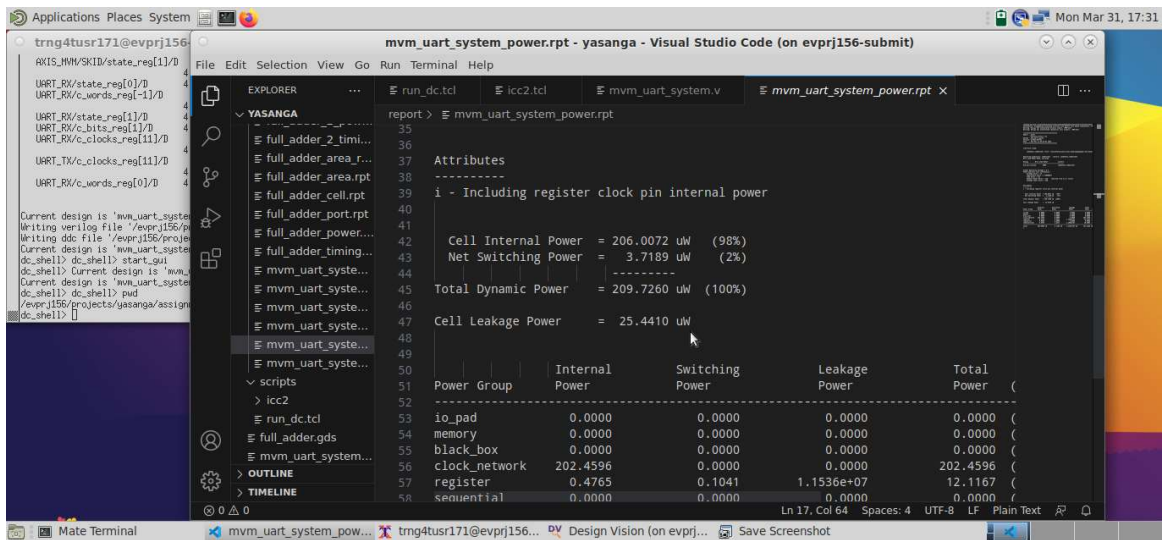 Applications Places System
Mon Mar 31, 17:31
AXIS_MVM/SKID/state_reg[1]/D
4
UART_RX/state_reg[0]/D 4
UART_RX/c_words_reg[-1]/D
4
UART_RX/state_reg[1]/D 4
UART_RX/c_bits_reg[1]/D 4
UART_RX/c_clocks_reg[11]/D
4
UART_TX/c_clocks_reg[11]/D
4
UART_RX/c_words_reg[0]/D 4
Current design is 'mvm_uart_syste
Writing verilog file '/evprj156/p
Writing ddc file '/evprj156/proje
Current design is 'mvm_uart_syste
dc_shell> dc_shell> start_gui
dc_shell> Current design is 'mvm_
Current design is 'mvm_uart_syste
dc_shell> dc_shell> pwd
/evprj156/projects/yasanga/assign
dc_shell>
trng4tusr171@evprj156-
mvm_uart_system_power.rpt - yasanga - Visual Studio Code (on evprj156-submit)
File Edit Selection View Go Run Terminal Help
EXPLORER ...
YASANGA
full_adder_2_timi...
full_adder_area_r...
full_adder_area.rpt
full_adder_cell.rpt
full_adder_port.rpt
full_adder_power....
full_adder_timing...
mvm_uart_syste...
mvm_uart_syste...
mvm_uart_syste...
mvm_uart_syste...
mvm_uart_syste...
mvm_uart_syste...
scripts
icc2
run_dc.tcl
full_adder.gds
mvm_uart_system...
OUTLINE
TIMELINE
run_dc.tcl icc2.tcl mvm_uart_system.v mvm_uart_system_power.rpt
report > mvm_uart_system_power.rpt
35
36
37 Attributes
38 ----------
39 i - Including register clock pin internal power
40
41
42 Cell Internal Power = 206.0072 uW (98%)
43 Net Switching Power = 3.7189 uW (2%)
44 ---------
45 Total Dynamic Power = 209.7260 uW (100%)
46
47 Cell Leakage Power = 25.4410 uW
48
49
50 Internal Switching Leakage Total
51 Power Group Power Power Power Power (
52 --------------------------------------------------------------------------------
53 io_pad 0.0000 0.0000 0.0000 0.0000 (
54 memory 0.0000 0.0000 0.0000 0.0000 (
55 black_box 0.0000 0.0000 0.0000 0.0000 (
56 clock_network 202.4596 0.0000 0.0000 202.4596 (
57 register 0.4765 0.1041 1.1536e+07 12.1167 (
58 sequential 0.0000 0.0000 0.0000 0.0000 (
0 0 Ln 17, Col 64 Spaces: 4 UTF-8 LF Plain Text
Mate Terminal mvm_uart_system_pow... trng4tusr171@evprj156... Design Vision (on evprj... Save Screenshot